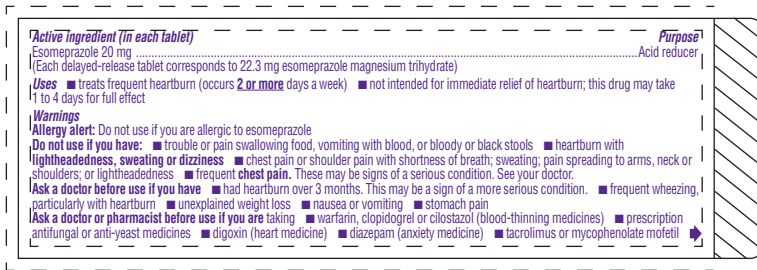 Active ingredient (in each tablet) Purpose
Esomeprazole 20 mg ........................................ Acid reducer
(Each delayed-release tablet corresponds to 22.3 mg esomeprazole magnesium trihydrate)
Uses ■ treats frequent heartburn (occurs 2 or more days a week) ■ not intended for immediate relief of heartburn; this drug may take
1 to 4 days for full effect
Warnings
Allergy alert: Do not use if you are allergic to esomeprazole
Do not use if you have: ■ trouble or pain swallowing food, vomiting with blood, or bloody or black stools ■ heartburn with
lightheadedness, sweating or dizziness ■ chest pain or shoulder pain with shortness of breath; sweating; pain spreading to arms, neck or
shoulders; or lightheadedness ■ frequent chest pain. These may be signs of a serious condition. See your doctor.
Ask a doctor before use if you have ■ had heartburn over 3 months. This may be a sign of a more serious condition. ■ frequent wheezing,
particularly with heartburn ■ unexplained weight loss ■ nausea or vomiting ■ stomach pain
Ask a doctor or pharmacist before use if you are taking ■ warfarin, clopidogrel or cilostazol (blood-thinning medicines) ■ prescription
antifungal or anti-yeast medicines ■ digoxin (heart medicine) ■ diazepam (anxiety medicine) ■ tacrolimus or mycophenolate mofetil